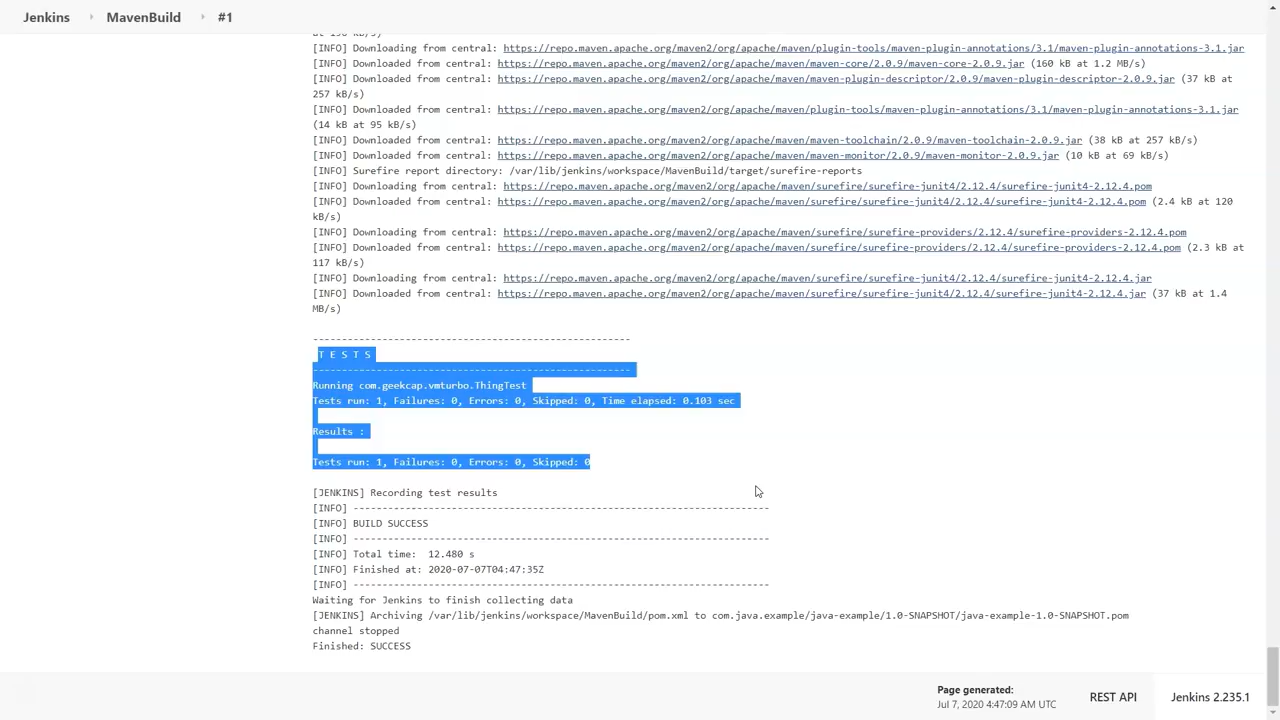 Jenkins › MavenBuild › #1
at 196 kB/s)
[INFO] Downloading from central: https://repo.maven.apache.org/maven2/org/apache/maven/plugin-tools/maven-plugin-annotations/3.1/maven-plugin-annotations-3.1.jar
[INFO] Downloaded from central: https://repo.maven.apache.org/maven2/org/apache/maven/maven-core/2.0.9/maven-core-2.0.9.jar (160 kB at 1.2 MB/s)
[INFO] Downloaded from central: https://repo.maven.apache.org/maven2/org/apache/maven/maven-plugin-descriptor/2.0.9/maven-plugin-descriptor-2.0.9.jar (37 kB at
257 kB/s)
[INFO] Downloaded from central: https://repo.maven.apache.org/maven2/org/apache/maven/plugin-tools/maven-plugin-annotations/3.1/maven-plugin-annotations-3.1.jar
(14 kB at 95 kB/s)
[INFO] Downloaded from central: https://repo.maven.apache.org/maven2/org/apache/maven/maven-toolchain/2.0.9/maven-toolchain-2.0.9.jar (38 kB at 257 kB/s)
[INFO] Downloaded from central: https://repo.maven.apache.org/maven2/org/apache/maven/maven-monitor/2.0.9/maven-monitor-2.0.9.jar (10 kB at 69 kB/s)
[INFO] Surefire report directory: /var/lib/jenkins/workspace/MavenBuild/target/surefire-reports
[INFO] Downloading from central: https://repo.maven.apache.org/maven2/org/apache/maven/surefire/surefire-junit4/2.12.4/surefire-junit4-2.12.4.pom
[INFO] Downloaded from central: https://repo.maven.apache.org/maven2/org/apache/maven/surefire/surefire-junit4/2.12.4/surefire-junit4-2.12.4.pom (2.4 kB at 120
kB/s)
[INFO] Downloading from central: https://repo.maven.apache.org/maven2/org/apache/maven/surefire/surefire-providers/2.12.4/surefire-providers-2.12.4.pom
[INFO] Downloaded from central: https://repo.maven.apache.org/maven2/org/apache/maven/surefire/surefire-providers/2.12.4/surefire-providers-2.12.4.pom (2.3 kB at
117 kB/s)
[INFO] Downloading from central: https://repo.maven.apache.org/maven2/org/apache/maven/surefire/surefire-junit4/2.12.4/surefire-junit4-2.12.4.jar
[INFO] Downloaded from central: https://repo.maven.apache.org/maven2/org/apache/maven/surefire/surefire-junit4/2.12.4/surefire-junit4-2.12.4.jar (37 kB at 1.4
MB/s)
-------------------------------------------------------
T E S T S
-------------------------------------------------------
Running com.geekcap.vmturbo.ThingTest
Tests run: 1, Failures: 0, Errors: 0, Skipped: 0, Time elapsed: 0.103 sec
Results :
Tests run: 1, Failures: 0, Errors: 0, Skipped: 0
[JENKINS] Recording test results
[INFO] ------------------------------------------------------------------------
[INFO] BUILD SUCCESS
[INFO] ------------------------------------------------------------------------
[INFO] Total time:  12.480 s
[INFO] Finished at: 2020-07-07T04:47:35Z
[INFO] ------------------------------------------------------------------------
Waiting for Jenkins to finish collecting data
[JENKINS] Archiving /var/lib/jenkins/workspace/MavenBuild/pom.xml to com.java.example/java-example/1.0-SNAPSHOT/java-example-1.0-SNAPSHOT.pom
channel stopped
Finished: SUCCESS
Page generated:
Jul 7, 2020 4:47:09 AM UTC
REST API
Jenkins 2.235.1